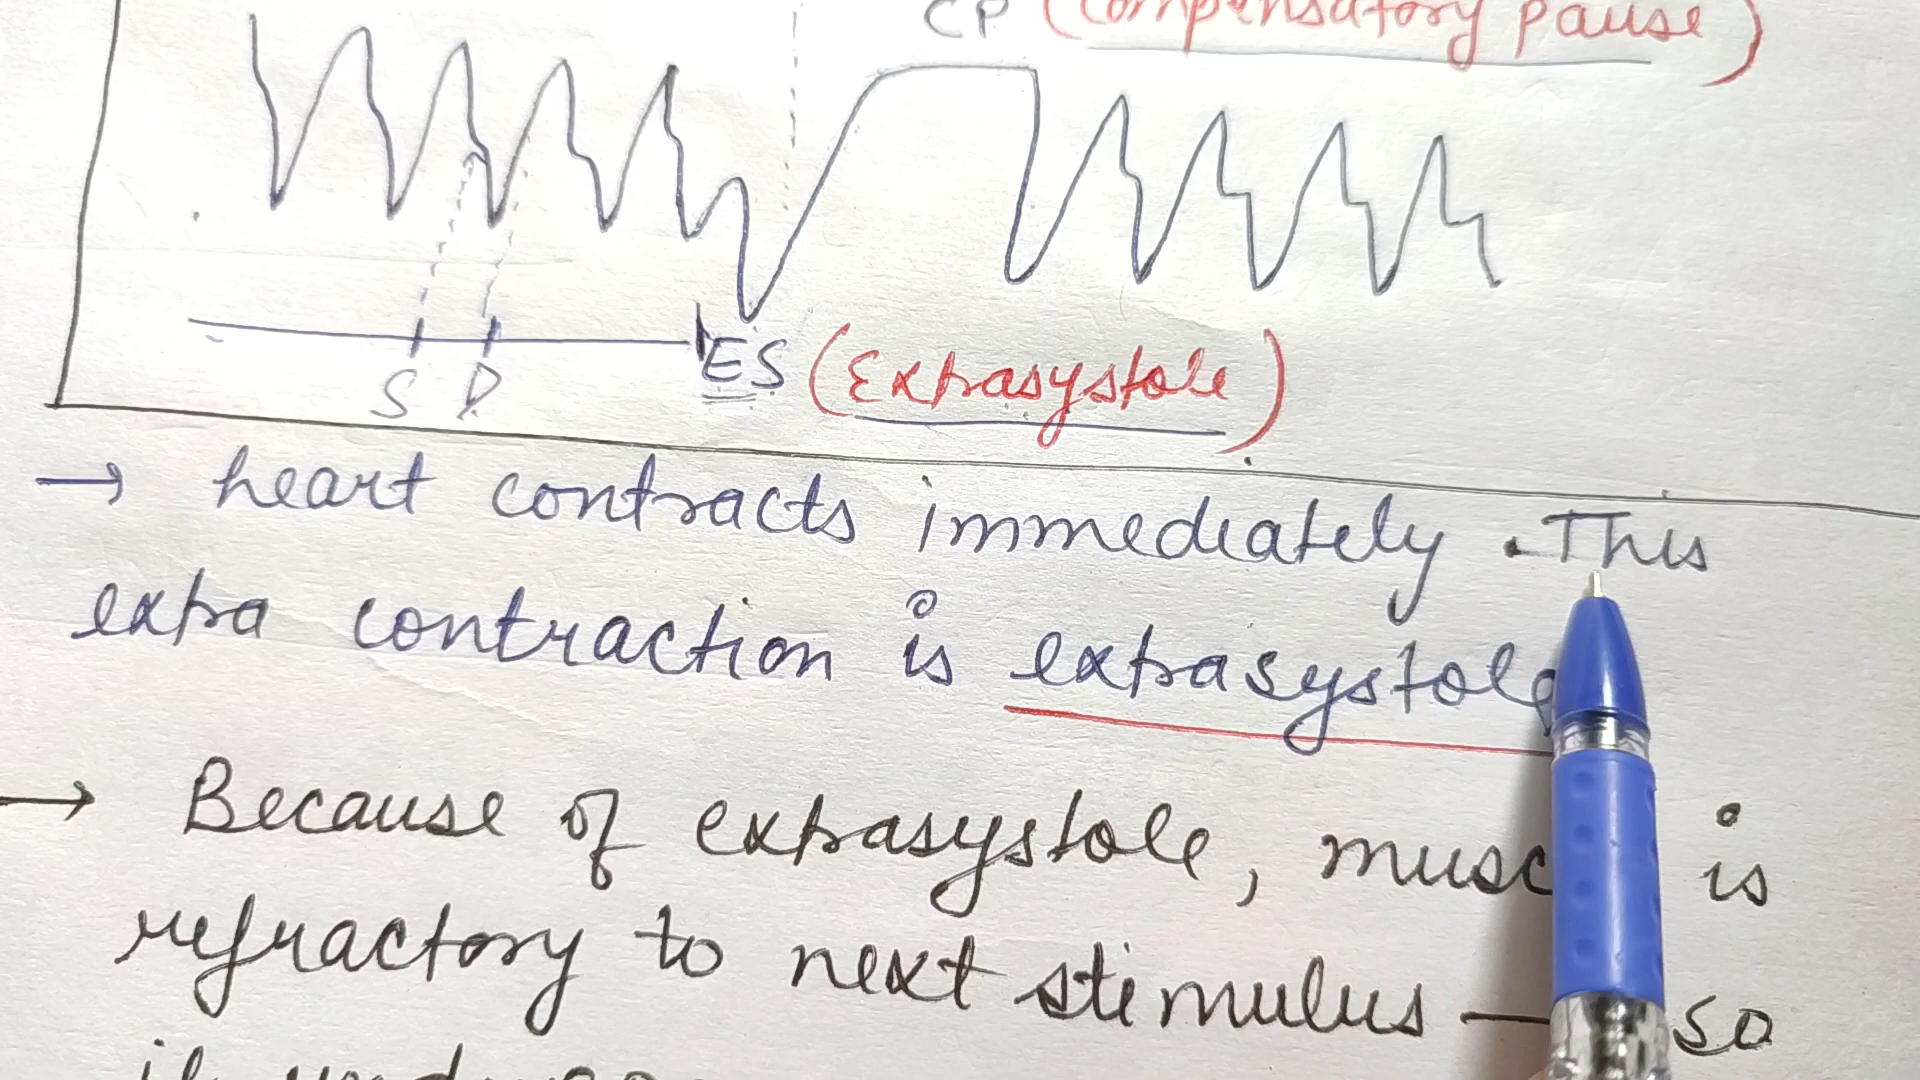 CP (Compensatory pause)
S D ES (Extrasystole)
→ heart contracts immediately. This
extra contraction is extrasystole
→ Because of extrasystole, is
refractory to next stimulus — so